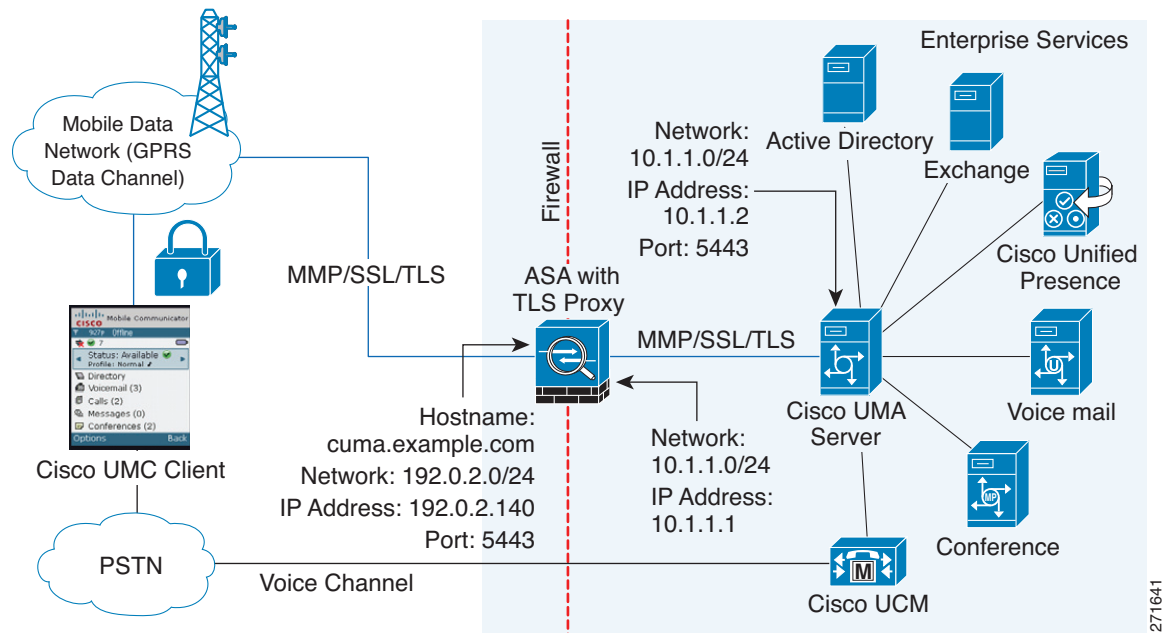 Enterprise Services
Mobile Data
Network (GPRS
Data Channel)
Firewall
Network:
10.1.1.0/24
IP Address:
10.1.1.2
Port: 5443
Active Directory
Exchange
Cisco Unified
Presence
MMP/SSL/TLS
ASA with
TLS Proxy
MMP/SSL/TLS
CISCO Mobile Communicator
Offline
7
Status: Available
Profile: Normal
Directory
Voicemail (3)
Calls (2)
Messages (0)
Conferences (2)
Options Back
Cisco UMC Client
Hostname:
cuma.example.com
Network: 192.0.2.0/24
IP Address: 192.0.2.140
Port: 5443
Network:
10.1.1.0/24
IP Address:
10.1.1.1
Cisco UMA
Server
U
Voice mail
MP
Conference
PSTN
Voice Channel
M
Cisco UCM
271641